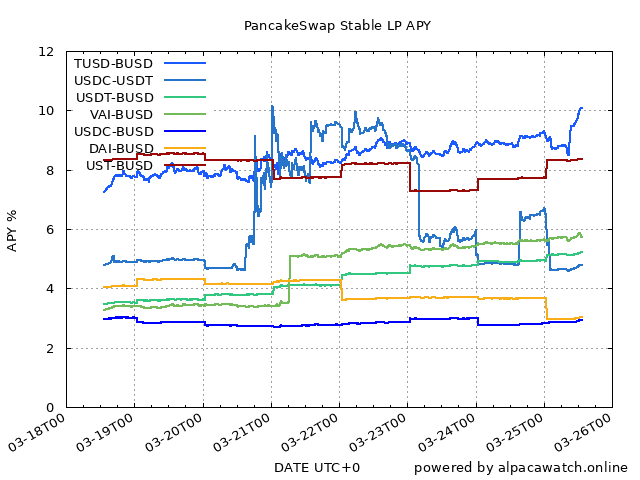 PancakeSwap Stable LP APY
12
10
8
6
4
2
0
APY %
TUSD-BUSD
USDC-USDT
USDT-BUSD
VAI-BUSD
USDC-BUSD
DAI-BUSD
UST-BUSD
03-18T00
03-19T00
03-20T00
03-21T00
03-22T00
03-23T00
03-24T00
03-25T00
03-26T00
DATE UTC+0
powered by alpacawatch.online